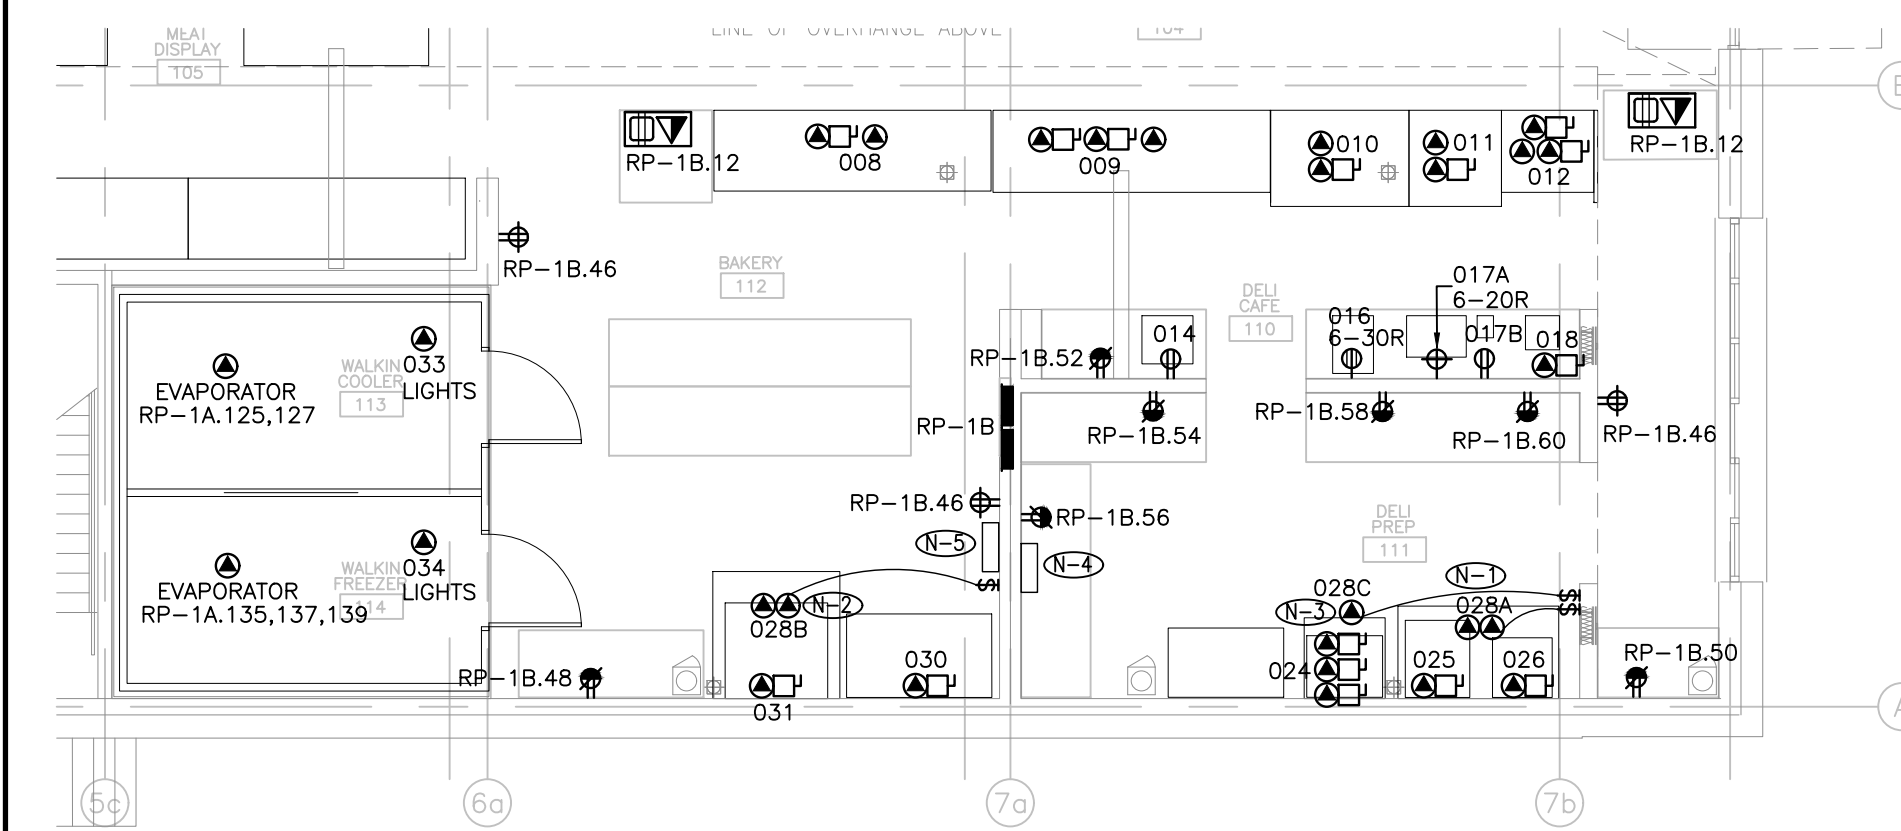 MEAT
DISPLAY
105
LINE OF OVERHANGE ABOVE
104
RP-1B.12
008
009
010
011
012
RP-1B.12
RP-1B.46
BAKERY
112
DELI
CAFE
110
017A
6-20R
016
6-30R
017B
018
014
RP-1B.52
033
LIGHTS
WALKIN
COOLER
113
EVAPORATOR
RP-1A.125,127
RP-1B
RP-1B.54
RP-1B.58
RP-1B.60
RP-1B.46
RP-1B.46
RP-1B.56
DELI
PREP
111
N-5
N-4
034
LIGHTS
WALKIN
FREEZER
114
EVAPORATOR
RP-1A.135,137,139
N-2
028B
028C
N-3
N-1
028A
RP-1B.48
030
031
024
025
026
RP-1B.50
A
5c
6a
7a
7b